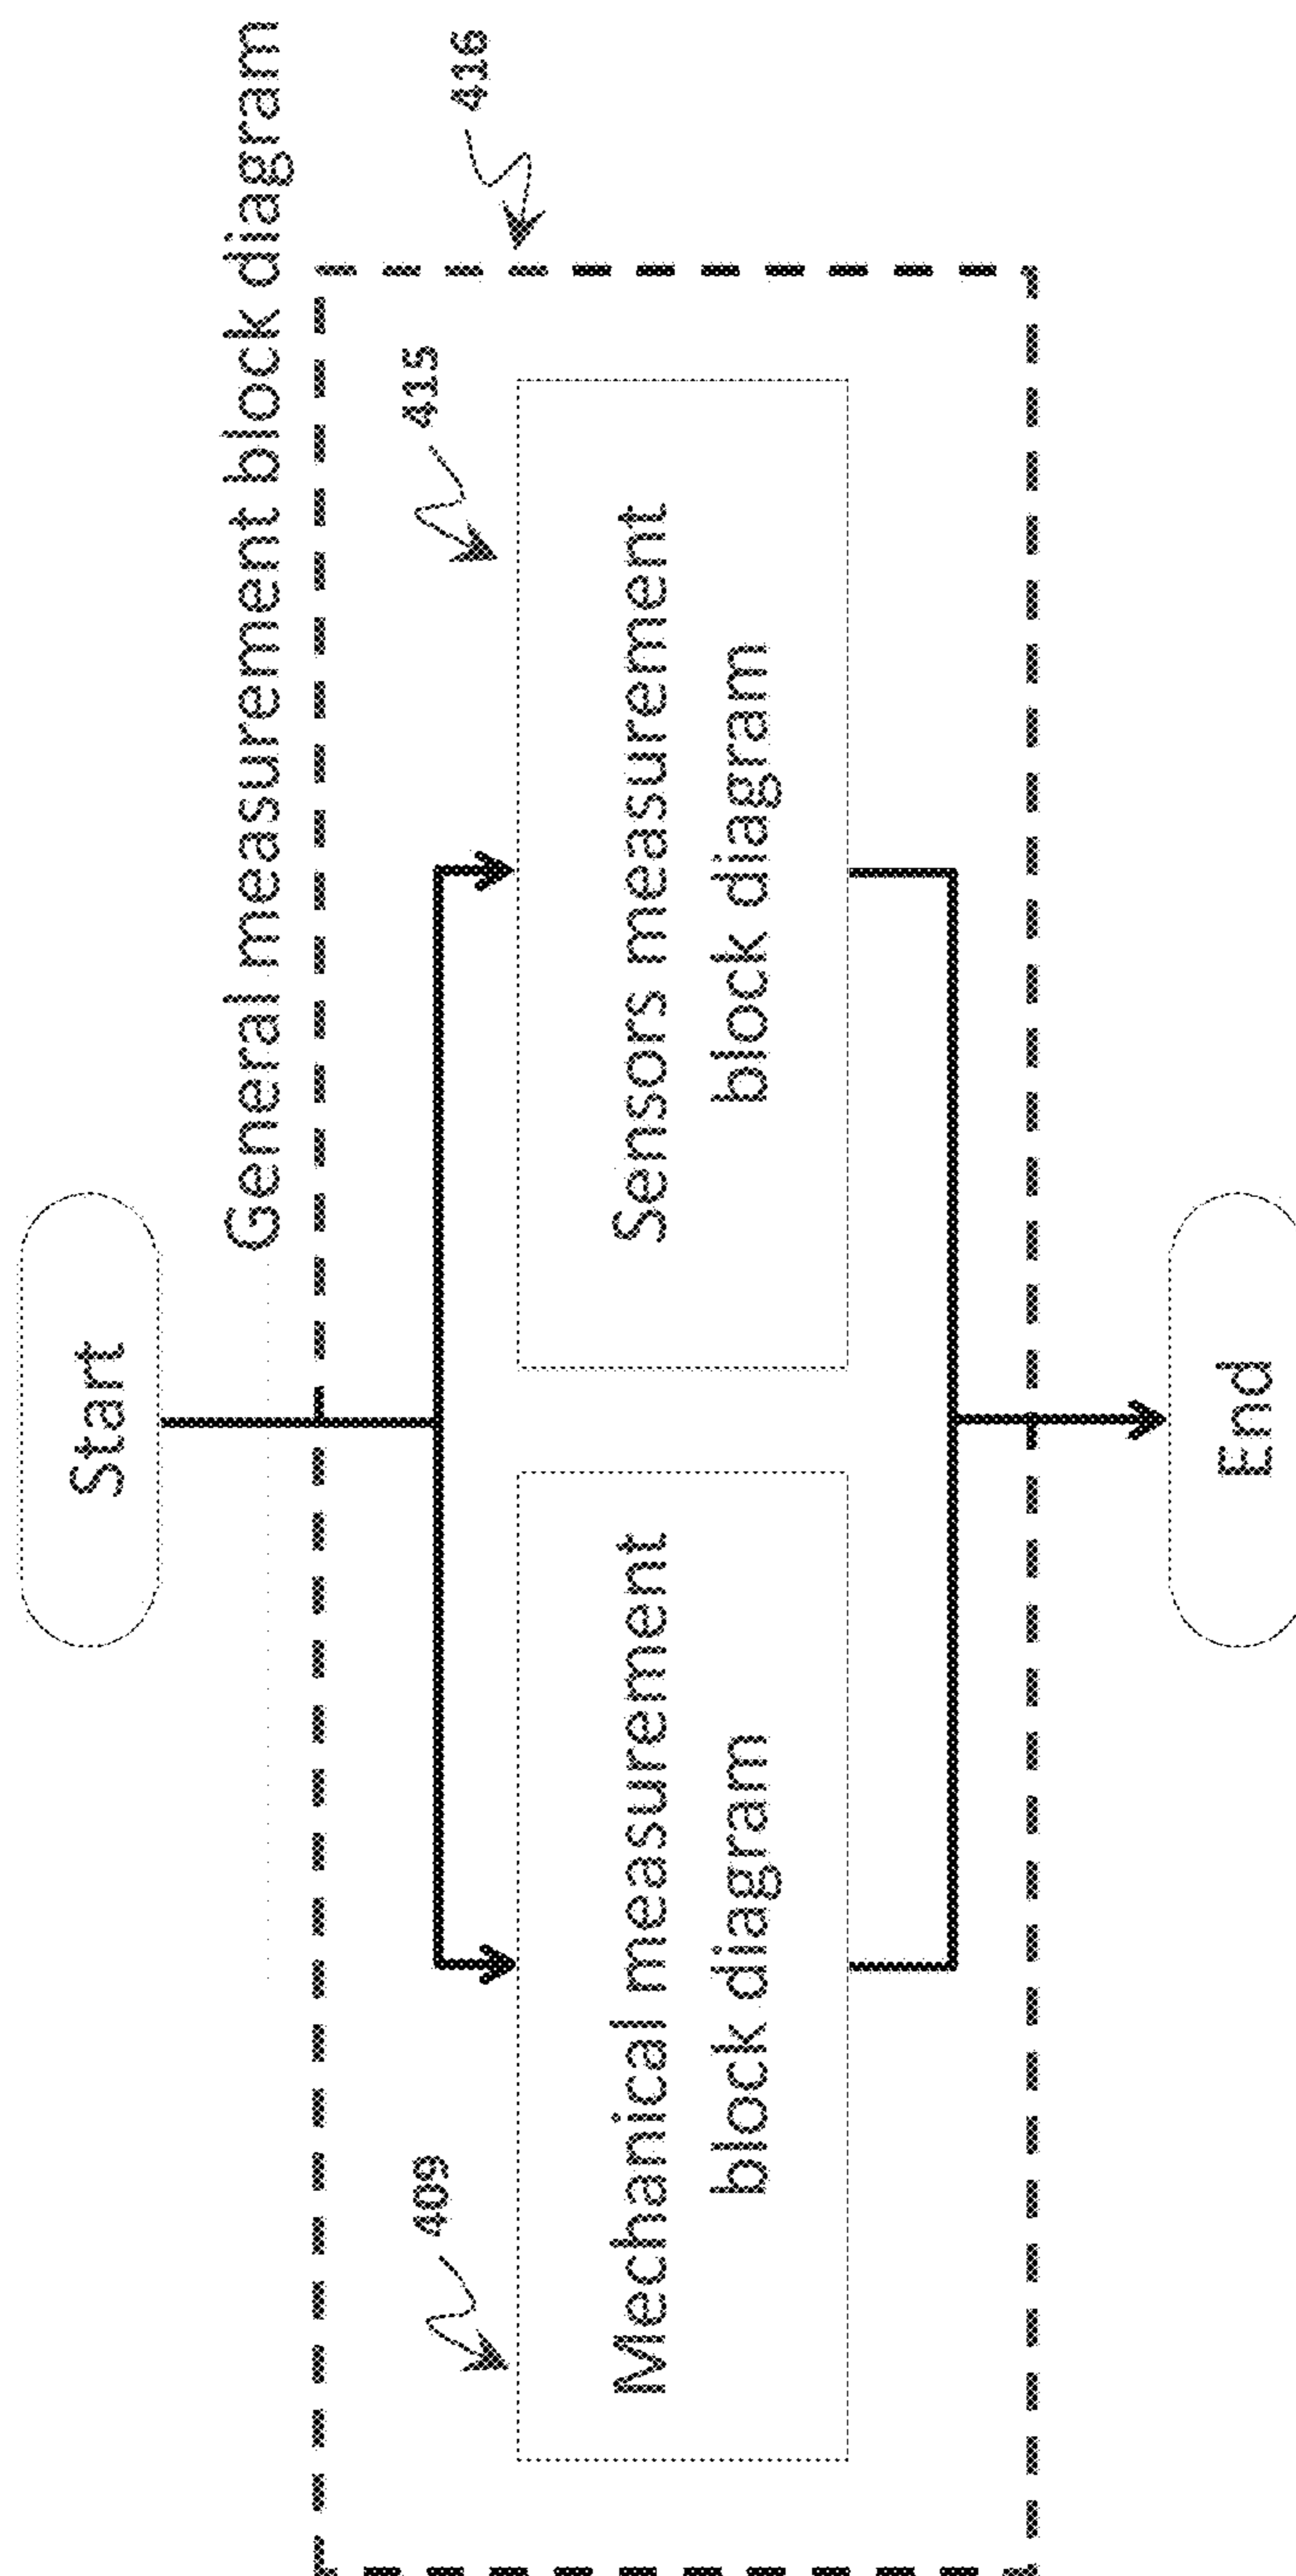 Start
General measurement block diagram
416
415
409
Mechanical measurement
block diagram
Sensors measurement
block diagram
End